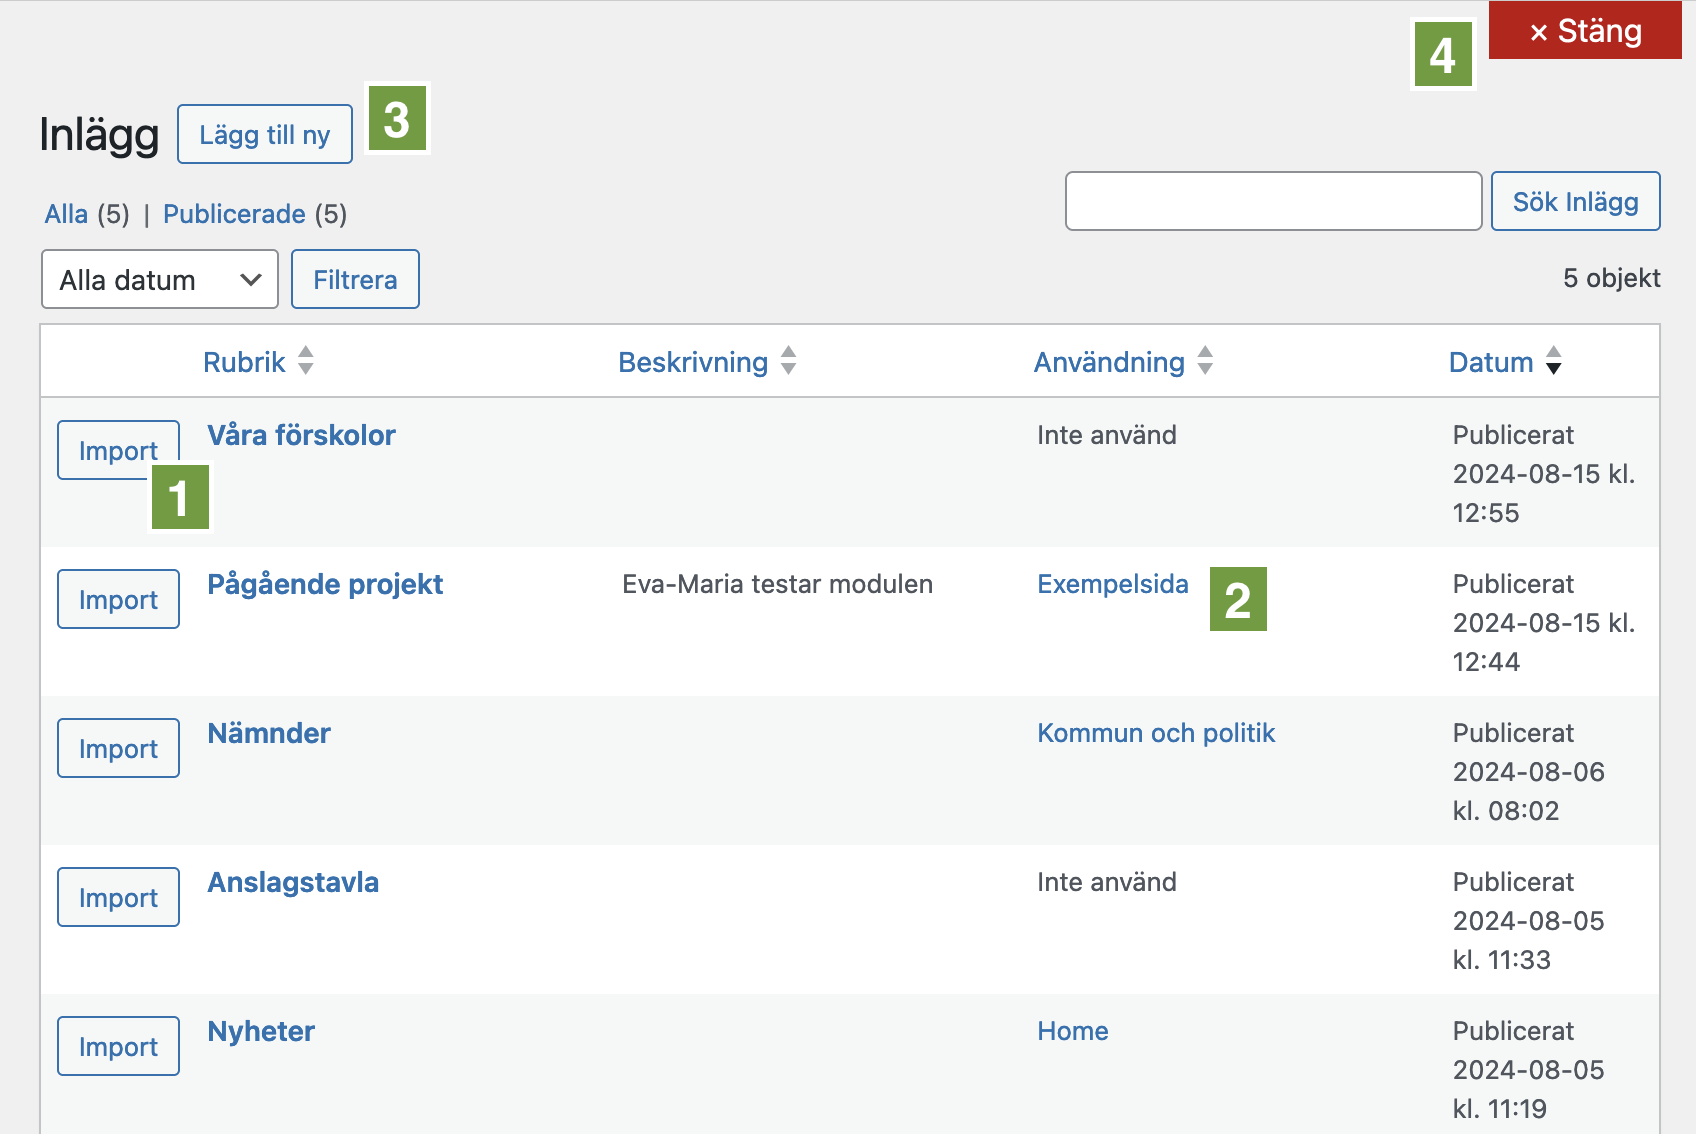 4
× Stäng
Inlägg
Lägg till ny
3
Alla (5) | Publicerade (5)
Sök Inlägg
Alla datum
Filtrera
5 objekt
Rubrik
Beskrivning
Användning
Datum
Import
Våra förskolor
Inte använd
Publicerat
2024-08-15 kl.
12:55
1
Import
Pågående projekt
Eva-Maria testar modulen
Exempelsida
2
Publicerat
2024-08-15 kl.
12:44
Import
Nämnder
Kommun och politik
Publicerat
2024-08-06
kl. 08:02
Import
Anslagstavla
Inte använd
Publicerat
2024-08-05
kl. 11:33
Import
Nyheter
Home
Publicerat
2024-08-05
kl. 11:19